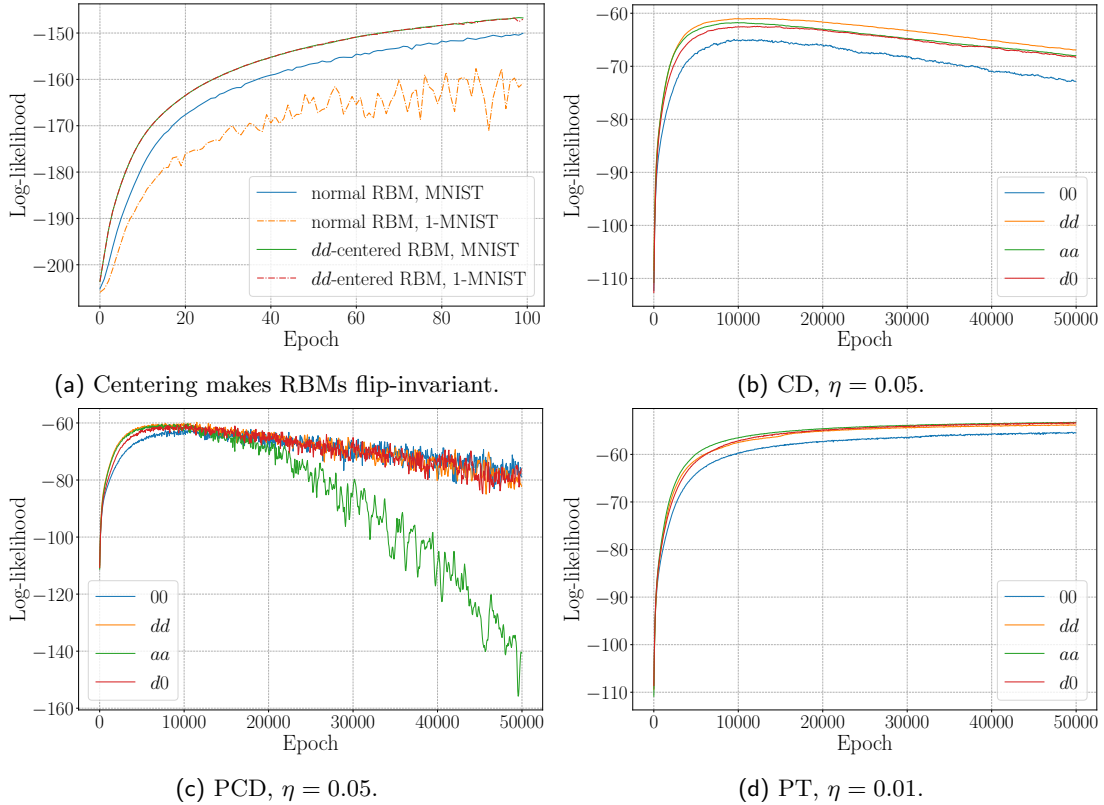 −150
−160
−170
−180
−190
−200
Log-likelihood
normal RBM, MNIST
normal RBM, 1-MNIST
dd-centered RBM, MNIST
dd-entered RBM, 1-MNIST
0 20 40 60 80 100
Epoch
(a) Centering makes RBMs flip-invariant.
−60
−70
−80
−90
−100
−110
Log-likelihood
00
dd
aa
d0
0 10000 20000 30000 40000 50000
Epoch
(b) CD, η = 0.05.
−60
−80
−100
−120
−140
−160
Log-likelihood
00
dd
aa
d0
0 10000 20000 30000 40000 50000
Epoch
(c) PCD, η = 0.05.
−60
−70
−80
−90
−100
−110
Log-likelihood
00
dd
aa
d0
0 10000 20000 30000 40000 50000
Epoch
(d) PT, η = 0.01.